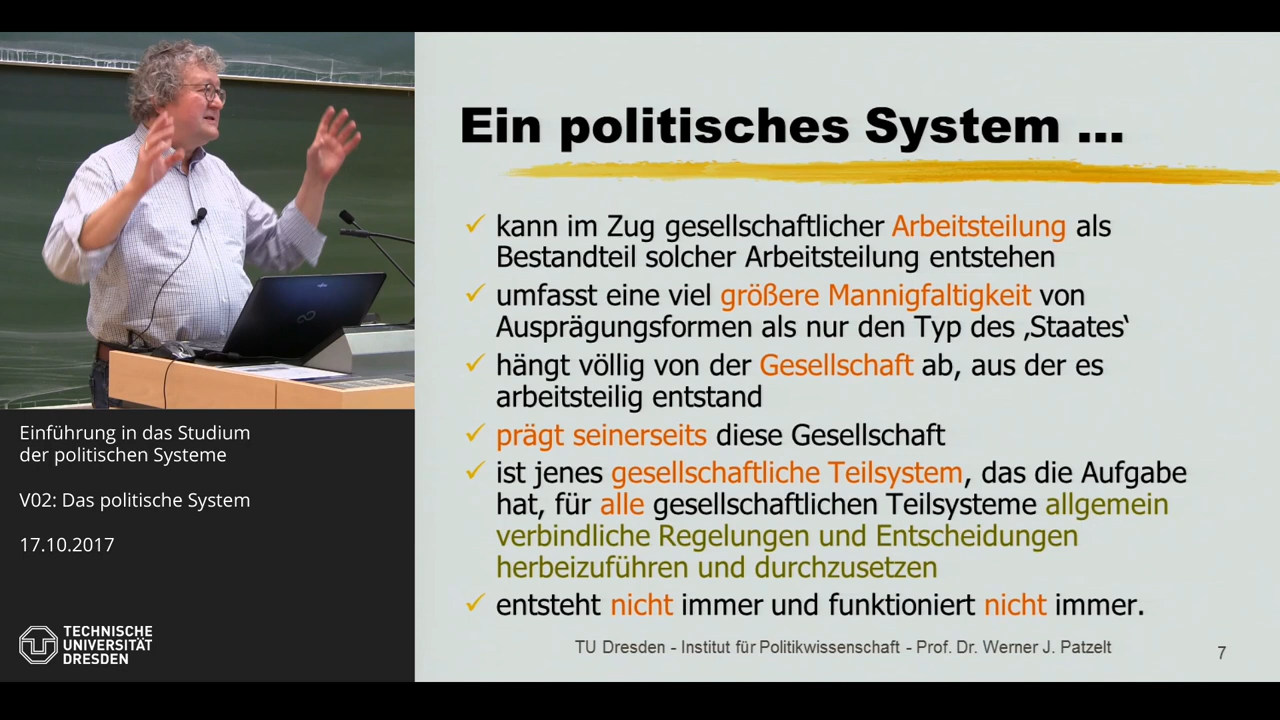 Ein politisches System ...
✓ kann im Zug gesellschaftlicher Arbeitsteilung als
Bestandteil solcher Arbeitsteilung entstehen
✓ umfasst eine viel größere Mannigfaltigkeit von
Ausprägungsformen als nur den Typ des ‚Staates‘
✓ hängt völlig von der Gesellschaft ab, aus der es
arbeitsteilig entstand
✓ prägt seinerseits diese Gesellschaft
✓ ist jenes gesellschaftliche Teilsystem, das die Aufgabe
hat, für alle gesellschaftlichen Teilsysteme allgemein
verbindliche Regelungen und Entscheidungen
herbeizuführen und durchzusetzen
✓ entsteht nicht immer und funktioniert nicht immer.
TU Dresden - Institut für Politikwissenschaft - Prof. Dr. Werner J. Patzelt
7
Einführung in das Studium
der politischen Systeme
V02: Das politische System
17.10.2017
TECHNISCHE
UNIVERSITÄT
DRESDEN